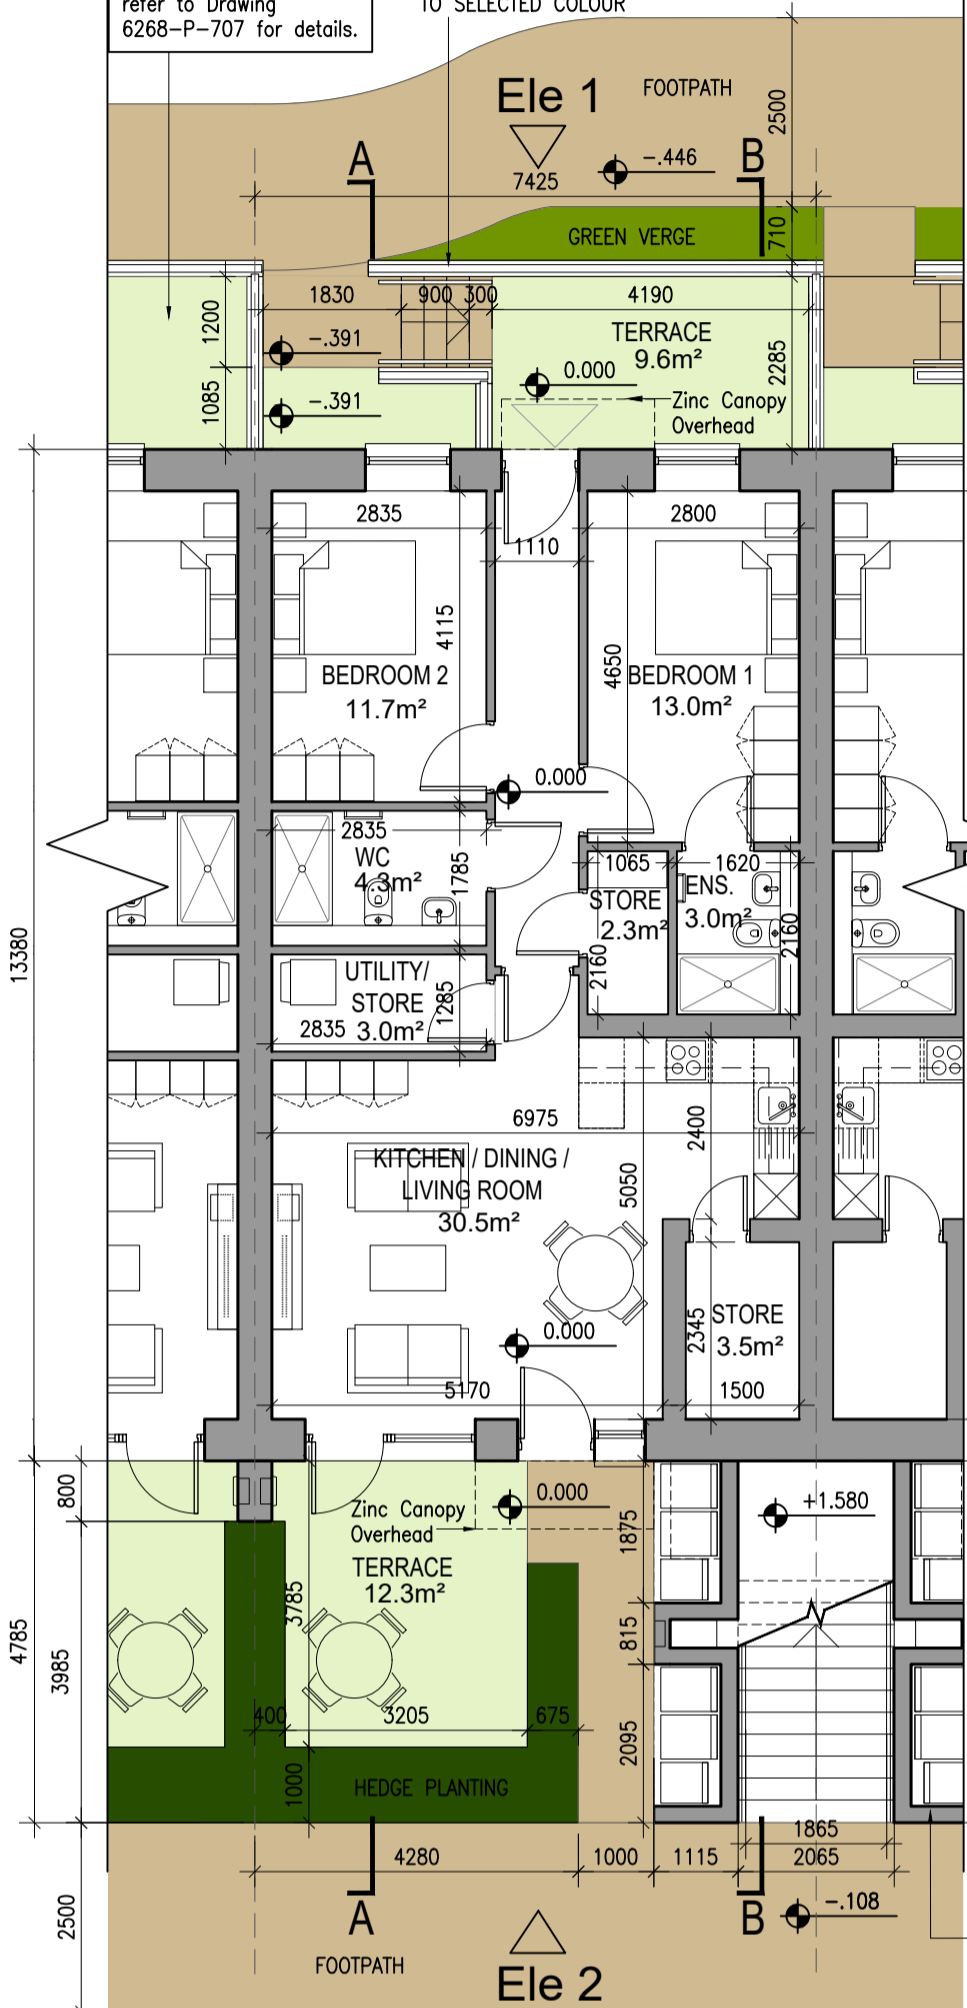 refer to Drawing
6268-P-707 for details.
TO SELECTED COLOUR
Ele 1
FOOTPATH
2500
A
B
-.446
7425
GREEN VERGE
710
1830
900
300
4190
1200
TERRACE
9.6m²
-.391
2285
0.000
1085
-.391
Zinc Canopy
Overhead
2835
2800
1110
4115
4650
BEDROOM 2
11.7m²
BEDROOM 1
13.0m²
0.000
2835
WC
4.3m²
1785
1065
1620
STORE
2.3m²
ENS.
3.0m²
2160
2160
13380
UTILITY/
STORE
3.0m²
1285
2835
6975
2400
KITCHEN / DINING /
LIVING ROOM
30.5m²
5050
STORE
3.5m²
2345
0.000
5170
1500
800
0.000
+1.580
Zinc Canopy
Overhead
1875
TERRACE
12.3m²
3785
815
4785
3985
400
3205
675
2095
1000
HEDGE PLANTING
1865
4280
1000
1115
2065
A
B
-.108
2500
FOOTPATH
Ele 2